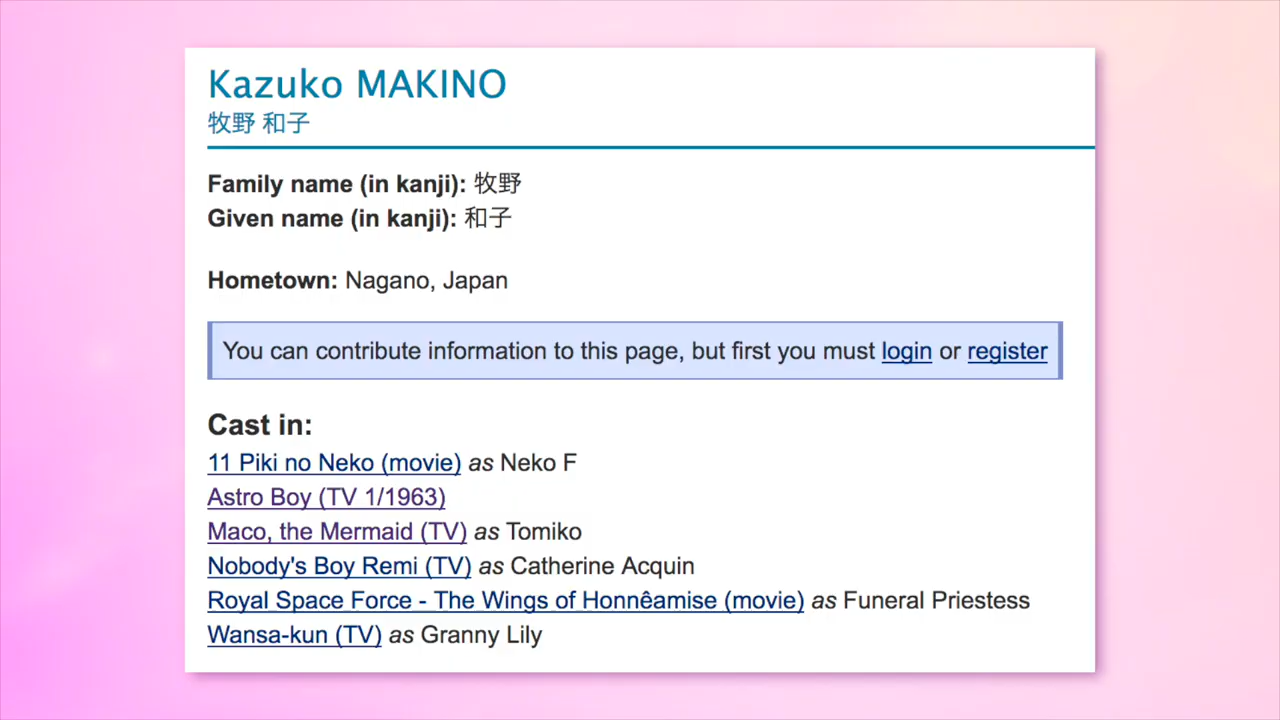 Kazuko MAKINO
牧野 和子
Family name (in kanji): 牧野
Given name (in kanji): 和子
Hometown: Nagano, Japan
You can contribute information to this page, but first you must login or register
Cast in:
11 Piki no Neko (movie) as Neko F
Astro Boy (TV 1/1963)
Maco, the Mermaid (TV) as Tomiko
Nobody's Boy Remi (TV) as Catherine Acquin
Royal Space Force - The Wings of Honnêamise (movie) as Funeral Priestess
Wansa-kun (TV) as Granny Lily